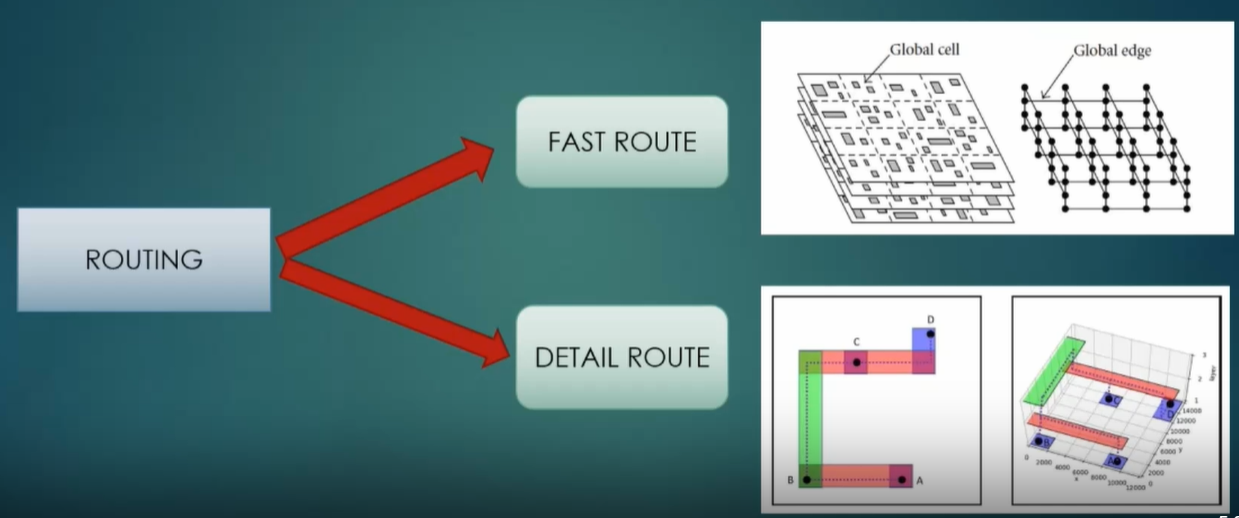 ROUTING
FAST ROUTE
DETAIL ROUTE
Global cell
Global edge
D
C
B
A
3
2
1
layer
14000
12000
10000
8000
6000
4000
2000
0
y
0
2000
4000
6000
8000
10000
12000
x
B
C
D